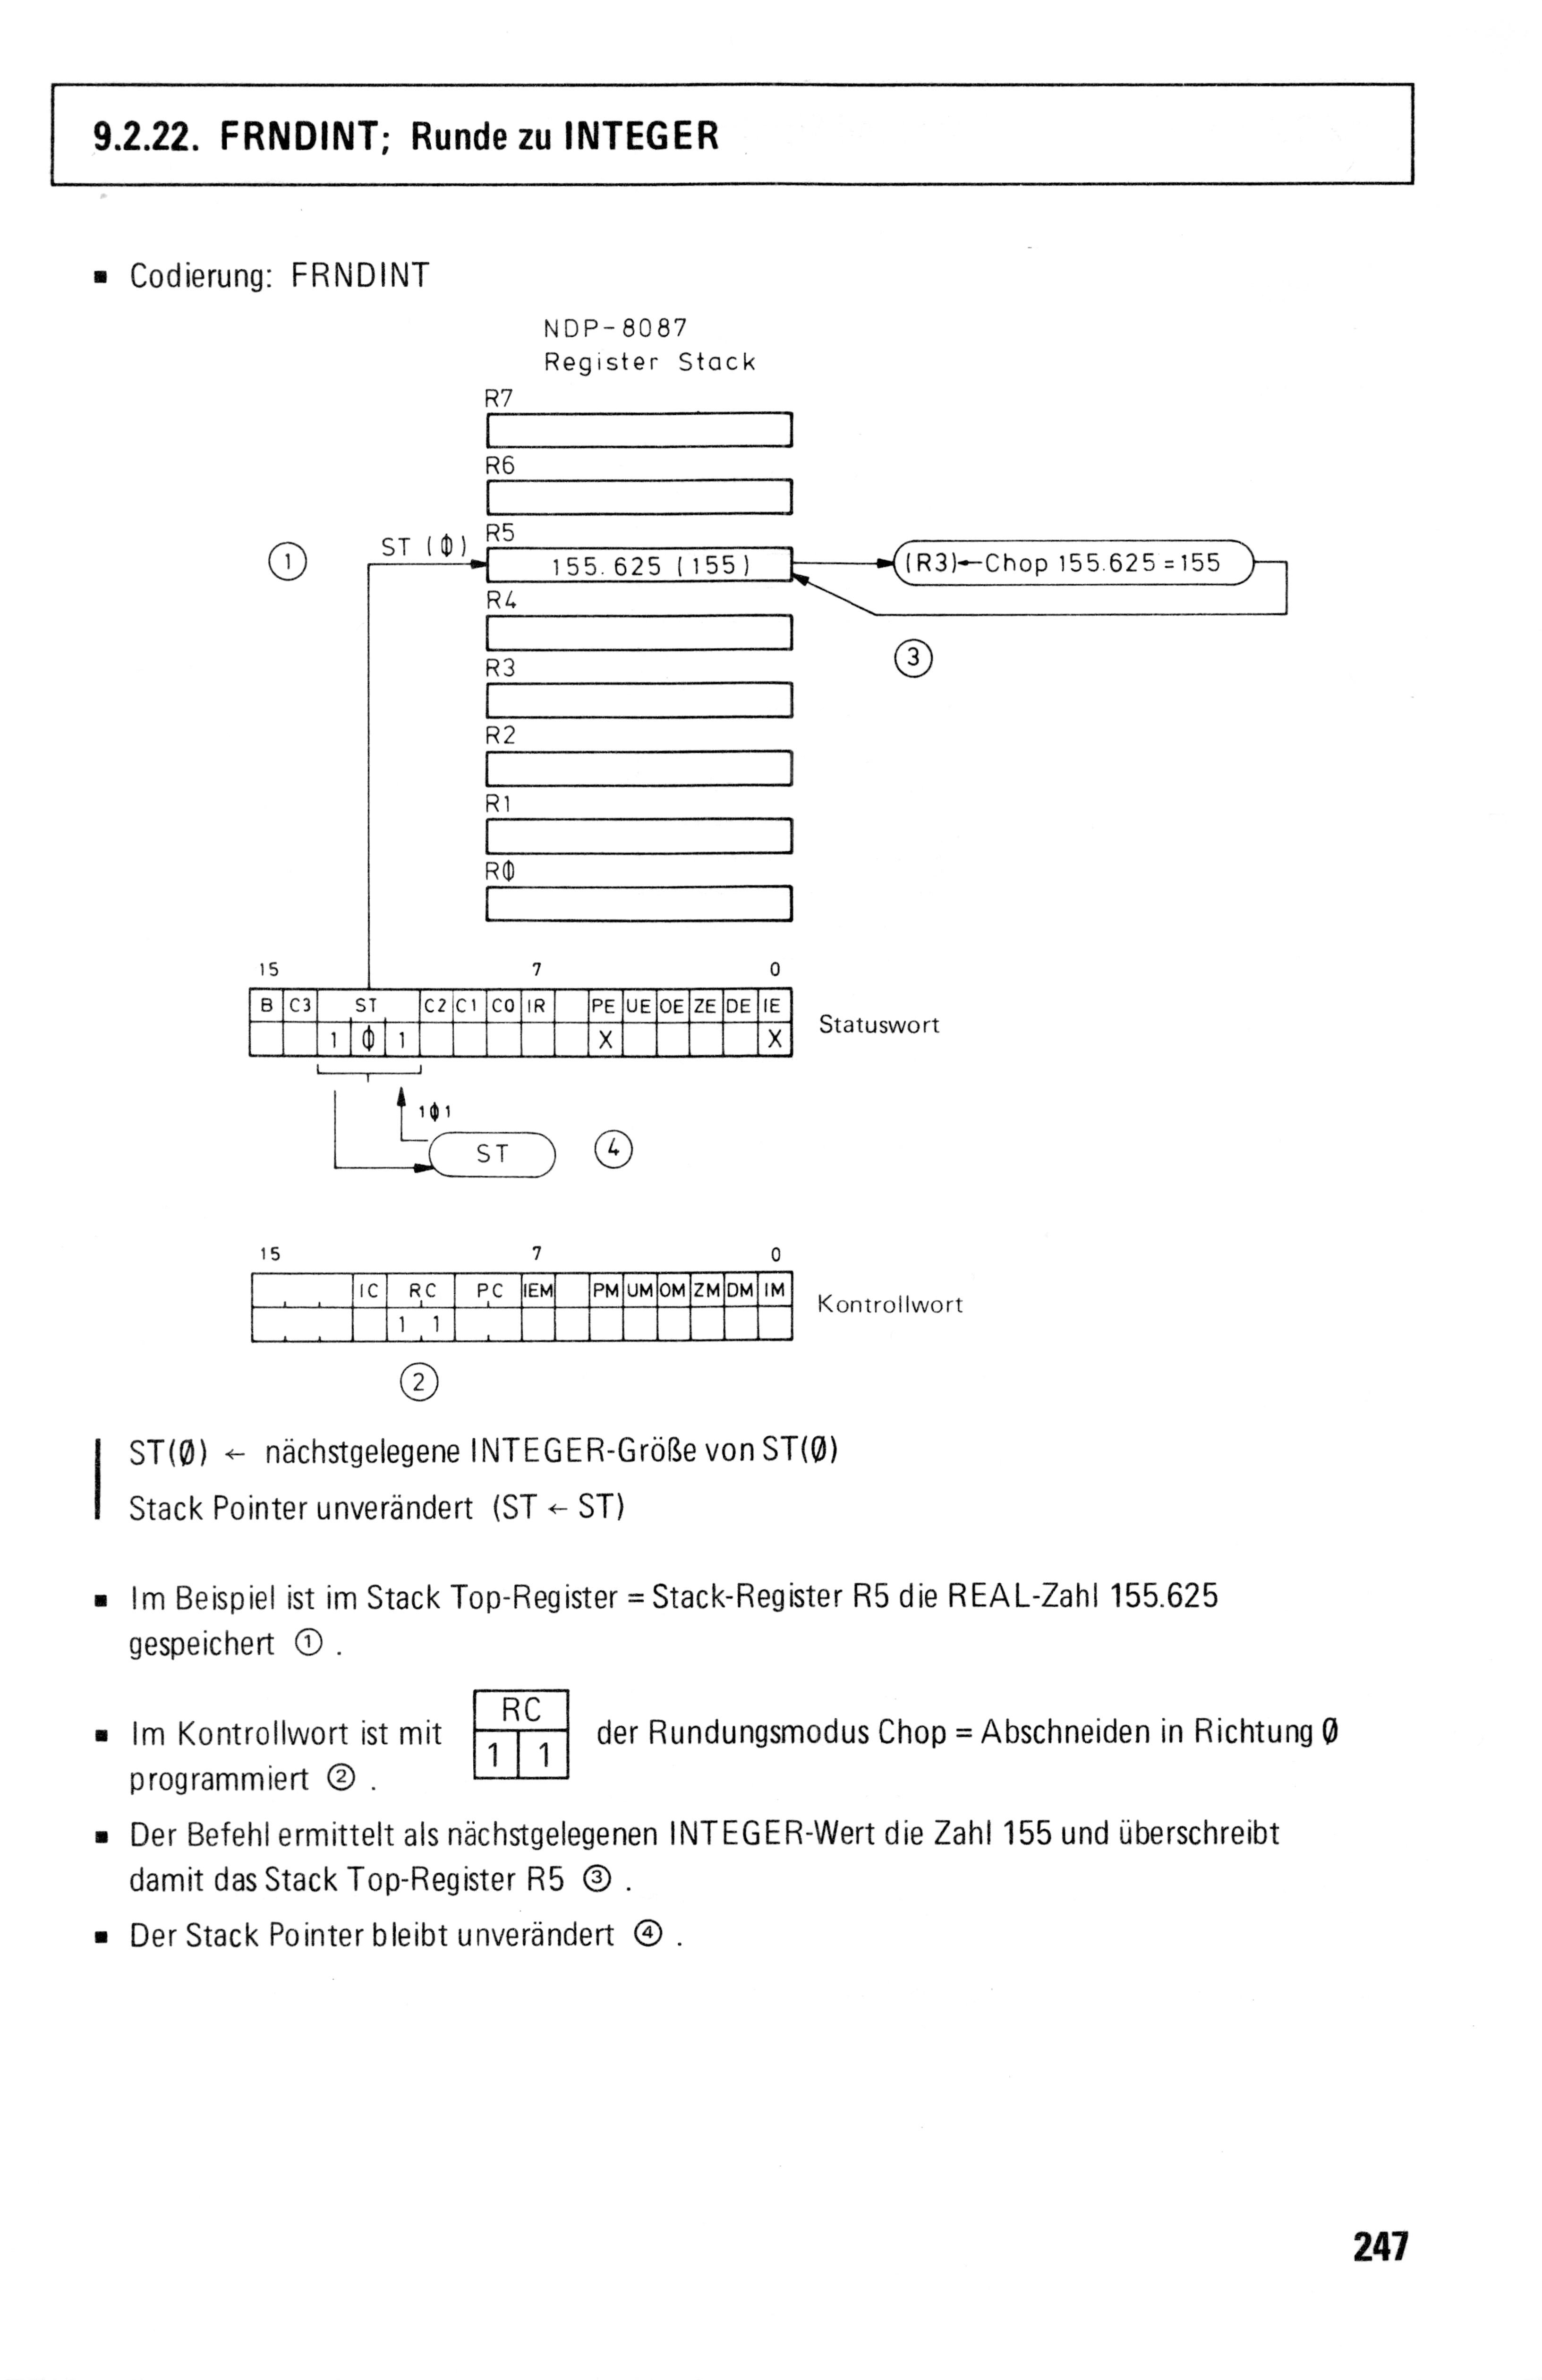 9.2.22. FRNDINT; Runde zu INTEGER
▪ Codierung: FRNDINT
NDP-8087
Register Stack
R7
R6
R5
① ST (0) 155.625 (155) (R3)←Chop 155.625 = 155
R4
③
R3
R2
R1
R0
15 7 0
B C3 ST C2 C1 C0 IR PE UE OE ZE DE IE
1 0 1 X X
Statuswort
101
ST ④
15 7 0
IC RC PC IEM PM UM OM ZM DM IM
1 1
Kontrollwort
②
ST(Ø) ← nächstgelegene INTEGER-Größe von ST(Ø)
Stack Pointer unverändert (ST ← ST)
▪ Im Beispiel ist im Stack Top-Register = Stack-Register R5 die REAL-Zahl 155.625
gespeichert ① .
RC
▪ Im Kontrollwort ist mit 1 1 der Rundungsmodus Chop = Abschneiden in Richtung Ø
programmiert ② .
▪ Der Befehl ermittelt als nächstgelegenen INTEGER-Wert die Zahl 155 und überschreibt
damit das Stack Top-Register R5 ③ .
▪ Der Stack Pointer bleibt unverändert ④ .
247